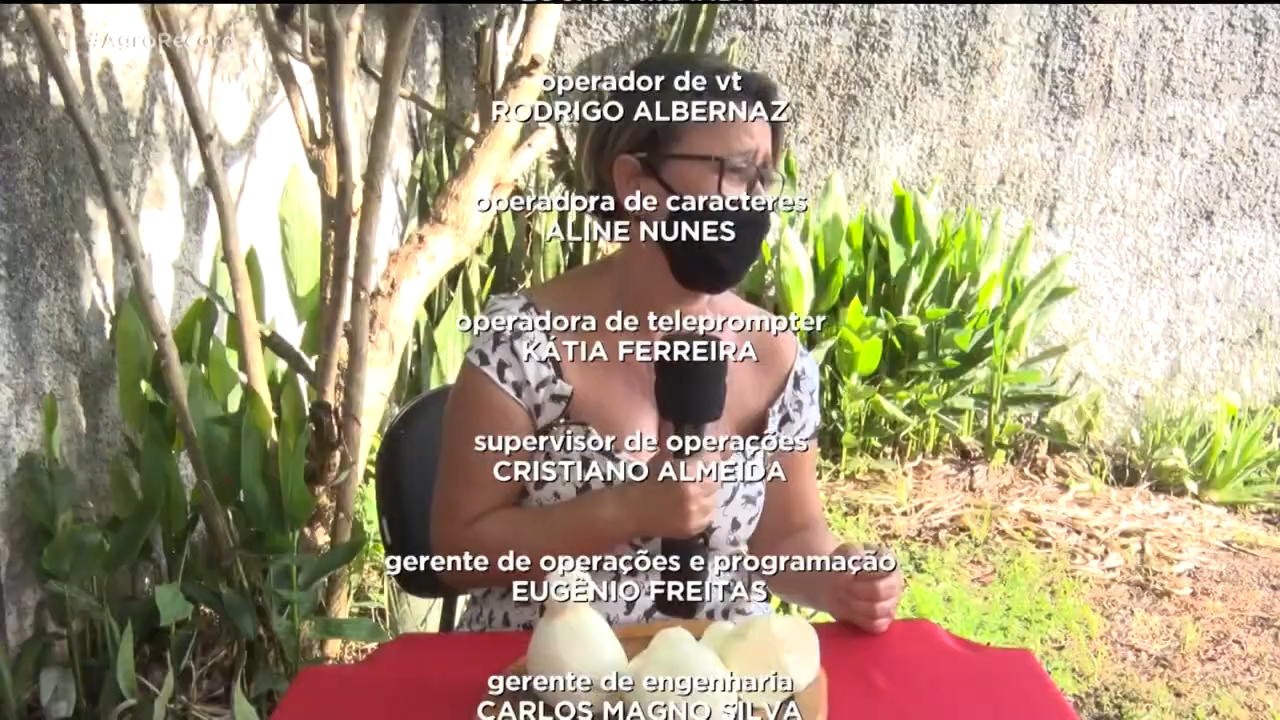 #AgroRecord
operador de vt
RODRIGO ALBERNAZ
operadora de caracteres
ALINE NUNES
operadora de teleprompter
KÁTIA FERREIRA
supervisor de operações
CRISTIANO ALMEIDA
gerente de operações e programação
EUGÊNIO FREITAS
gerente de engenharia
CARLOS MAGNO SILVA